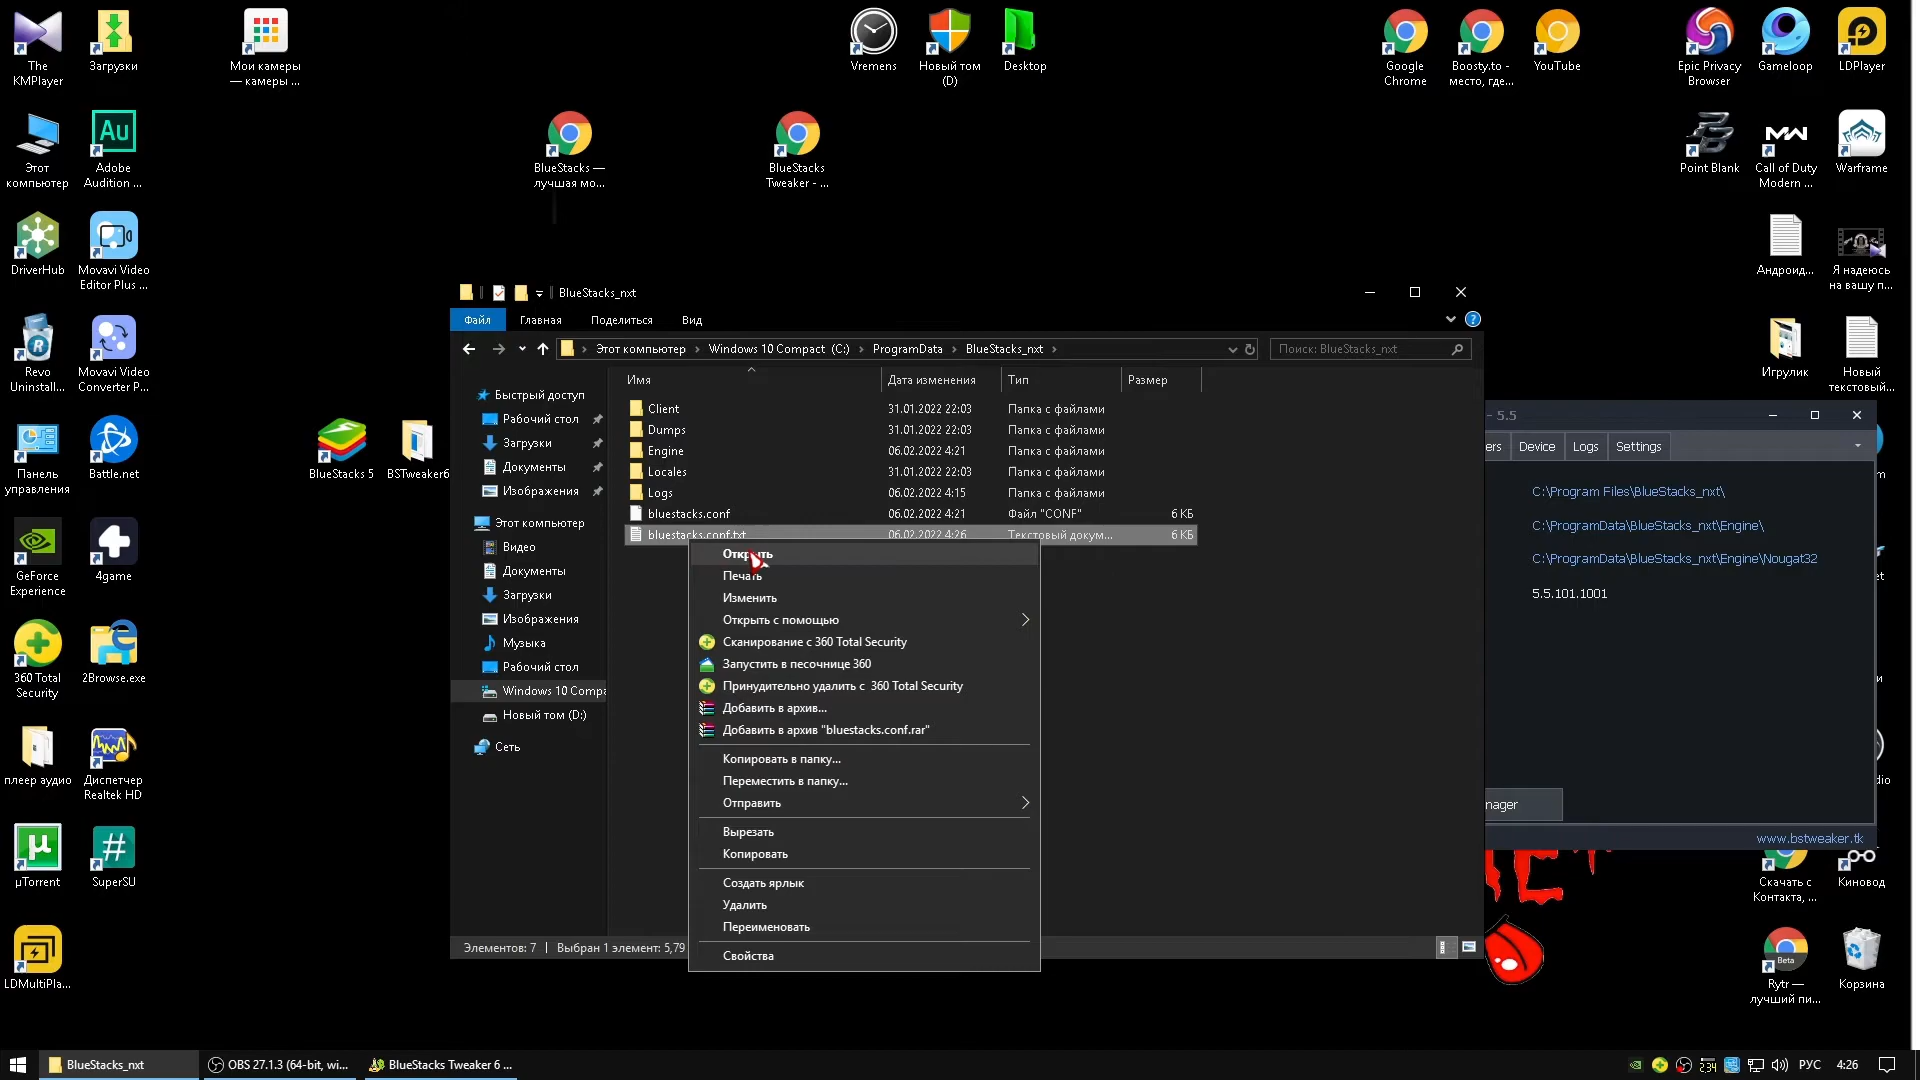 The
KMPlayer
Загрузки
Мои камеры
— камеры ...
Vremens
Новый том
(D)
Desktop
Google
Chrome
Boosty.to -
место, где...
YouTube
Epic Privacy
Browser
Gameloop
LDPlayer
Этот
компьютер
Adobe
Audition ...
BlueStacks —
лучшая мо...
BlueStacks
Tweaker - ...
Point Blank
Call of Duty
Modern ...
Warframe
DriverHub
Movavi Video
Editor Plus ...
Андроид...
Я надеюсь
на вашу п...
Revo
Uninstall...
Movavi Video
Converter P...
Игрулик
Новый
текстовый...
Панель
управления
Battle.net
BlueStacks 5
BSTweaker6
GeForce
Experience
4game
360 Total
Security
2Browse.exe
плеер аудио
Диспетчер
Realtek HD
µTorrent
SuperSU
LDMultiPla...
BlueStacks_nxt
Файл
Главная
Поделиться
Вид
Этот компьютер
Windows 10 Compact (C:)
ProgramData
BlueStacks_nxt
Поиск: BlueStacks_nxt
Имя
Дата изменения
Тип
Размер
Быстрый доступ
Рабочий стол
Загрузки
Документы
Изображения
Этот компьютер
Видео
Документы
Загрузки
Изображения
Музыка
Рабочий стол
Windows 10 Compa
Новый том (D:)
Сеть
Client 31.01.2022 22:03 Папка с файлами
Dumps 31.01.2022 22:03 Папка с файлами
Engine 06.02.2022 4:21 Папка с файлами
Locales 31.01.2022 22:03 Папка с файлами
Logs 06.02.2022 4:15 Папка с файлами
bluestacks.conf 06.02.2022 4:21 Файл "CONF" 6 КБ
bluestacks.conf.txt 06.02.2022 4:26 Текстовый докум... 6 КБ
Открыть
Печать
Изменить
Открыть с помощью
Сканирование с 360 Total Security
Запустить в песочнице 360
Принудительно удалить с 360 Total Security
Добавить в архив...
Добавить в архив "bluestacks.conf.rar"
Копировать в папку...
Переместить в папку...
Отправить
Вырезать
Копировать
Создать ярлык
Удалить
Переименовать
Свойства
Элементов: 7
Выбран 1 элемент: 5,79
- 5.5
ers
Device
Logs
Settings
C:\Program Files\BlueStacks_nxt\
C:\ProgramData\BlueStacks_nxt\Engine\
C:\ProgramData\BlueStacks_nxt\Engine\Nougat32
5.5.101.1001
nager
www.bstweaker.tk
Скачать с
Контакта, ...
Киновод
Beta
Rytr —
лучший пи...
Корзина
BlueStacks_nxt
OBS 27.1.3 (64-bit, wi...
BlueStacks Tweaker 6 ...
РУС
4:26